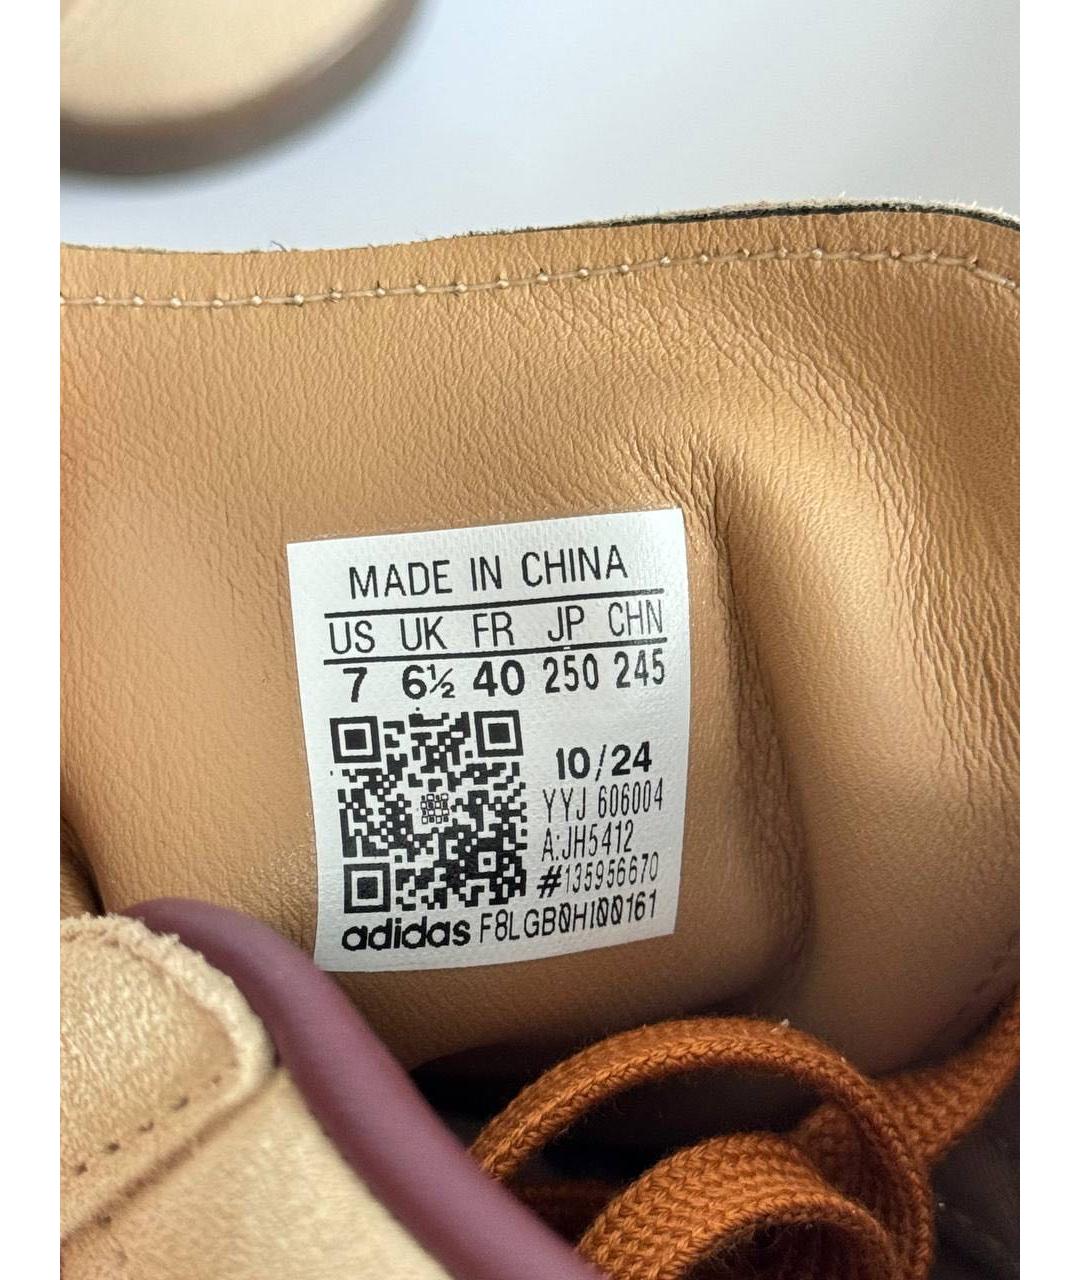 MADE IN CHINA
US UK FR JP CHN
7 6½ 40 250 245
10/24
YYJ 606004
A:JH5412
#135956670
adidas F8LGB0HI00161